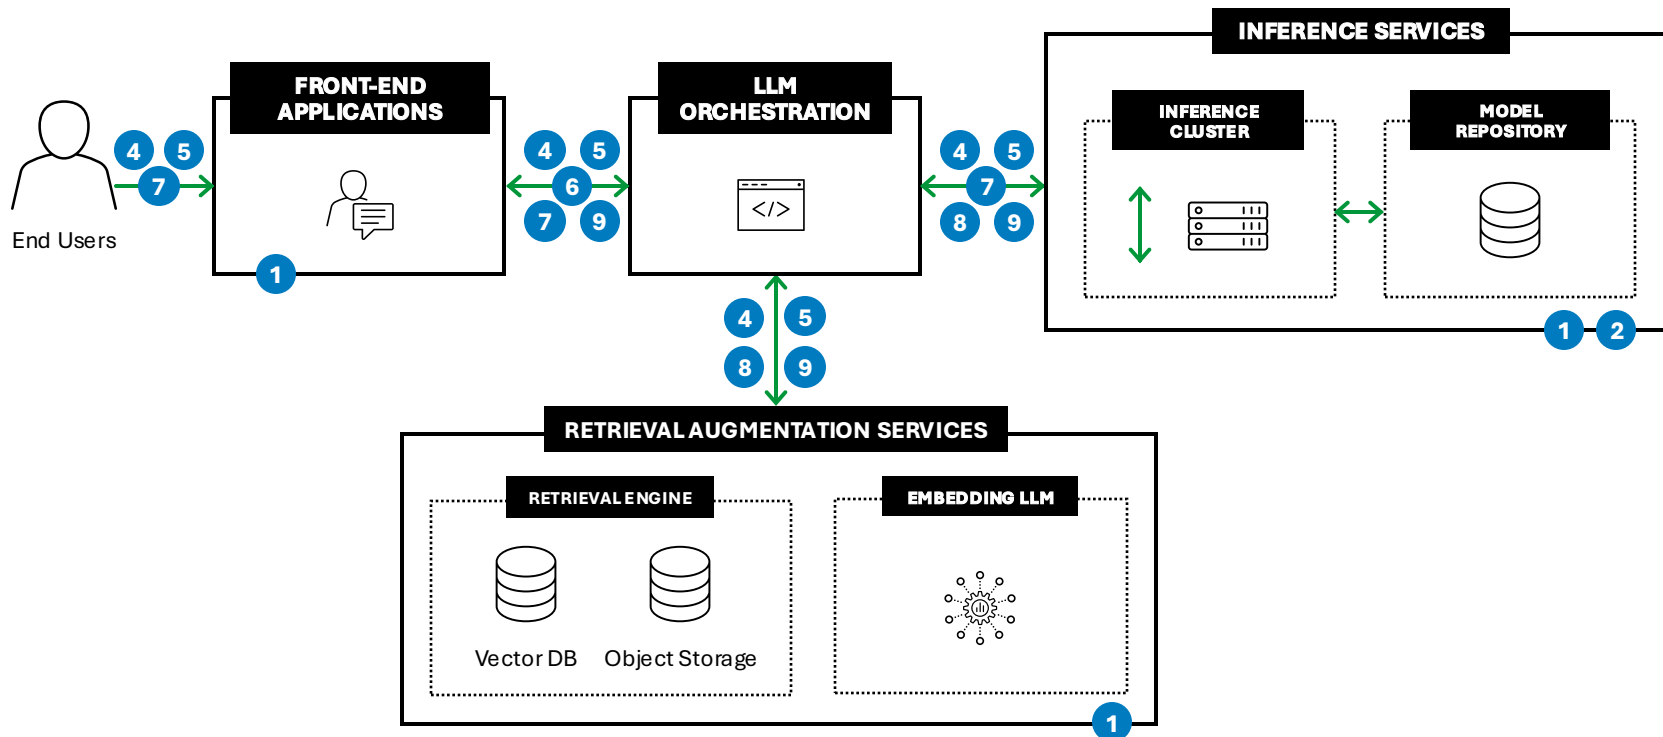 INFERENCE SERVICES
FRONT-END
APPLICATIONS
LLM
ORCHESTRATION
INFERENCE
CLUSTER
MODEL
REPOSITORY
4 5
7
4 5
6
7 9
</>
4 5
7
8 9
End Users
1
1 2
4 5
8 9
RETRIEVAL AUGMENTATION SERVICES
RETRIEVAL ENGINE
EMBEDDING LLM
Vector DB
Object Storage
1